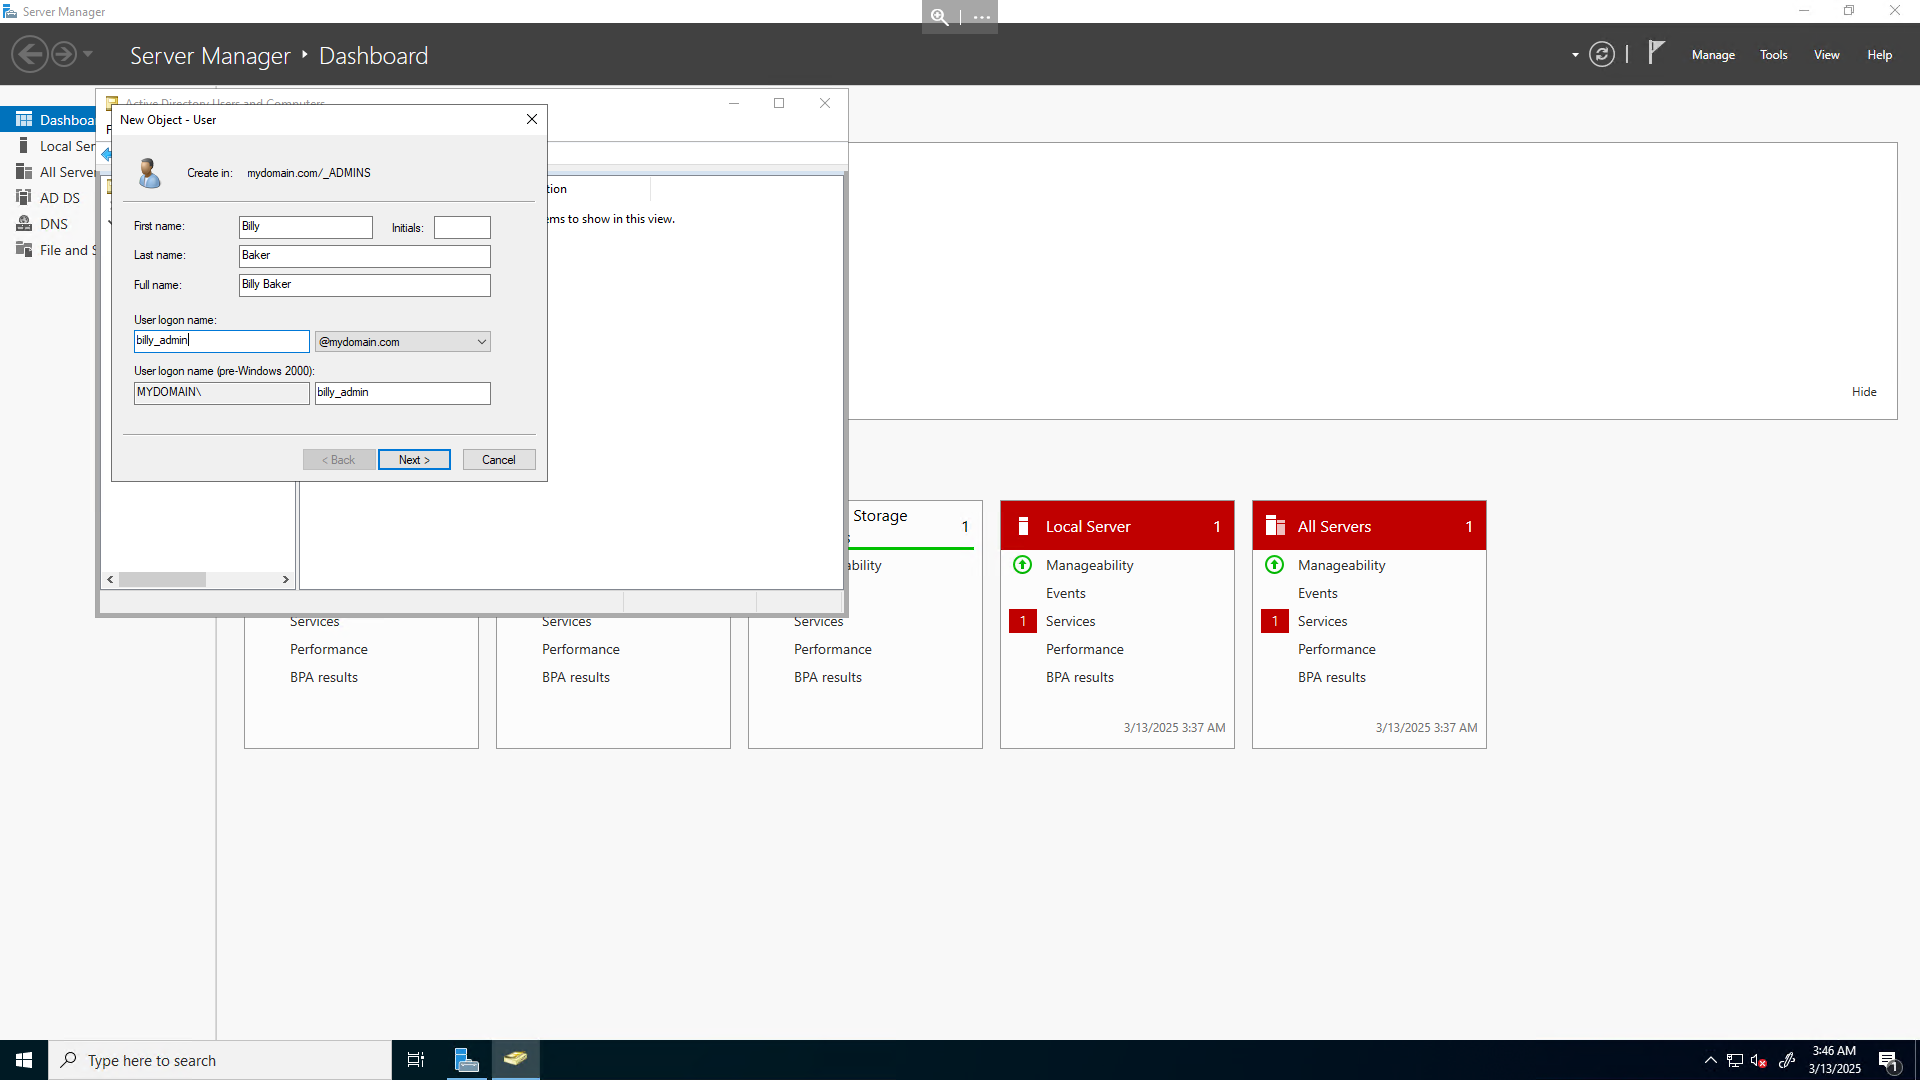 Server Manager
Server Manager ‣ Dashboard
Manage Tools View Help
Active Directory Users and Computers
New Object - User
Create in: mydomain.com/_ADMINS
First name: Billy Initials:
Last name: Baker
Full name: Billy Baker
User logon name:
billy_admin @mydomain.com
User logon name (pre-Windows 2000):
MYDOMAIN\ billy_admin
< Back Next > Cancel
tion
ems to show in this view.
Dashboa
Local Ser
All Serve
AD DS
DNS
File and S
Hide
Storage 1
ability
Services
Performance
BPA results
Services
Performance
BPA results
Services
Performance
BPA results
Local Server 1
Manageability
Events
1 Services
Performance
BPA results
3/13/2025 3:37 AM
All Servers 1
Manageability
Events
1 Services
Performance
BPA results
3/13/2025 3:37 AM
Type here to search
3:46 AM
3/13/2025
1